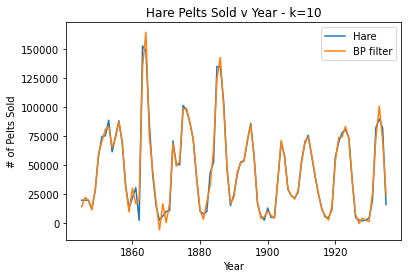 Hare Pelts Sold v Year - k=10
Hare
BP filter
# of Pelts Sold
150000
125000
100000
75000
50000
25000
0
1860
1880
1900
1920
Year